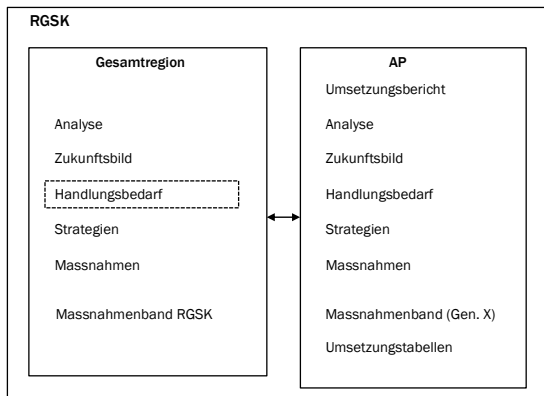 RGSK
Gesamtregion
Analyse
Zukunftsbild
Handlungsbedarf
Strategien
Massnahmen
Massnahmenband RGSK
AP
Umsetzungsbericht
Analyse
Zukunftsbild
Handlungsbedarf
Strategien
Massnahmen
Massnahmenband (Gen. X)
Umsetzungstabellen